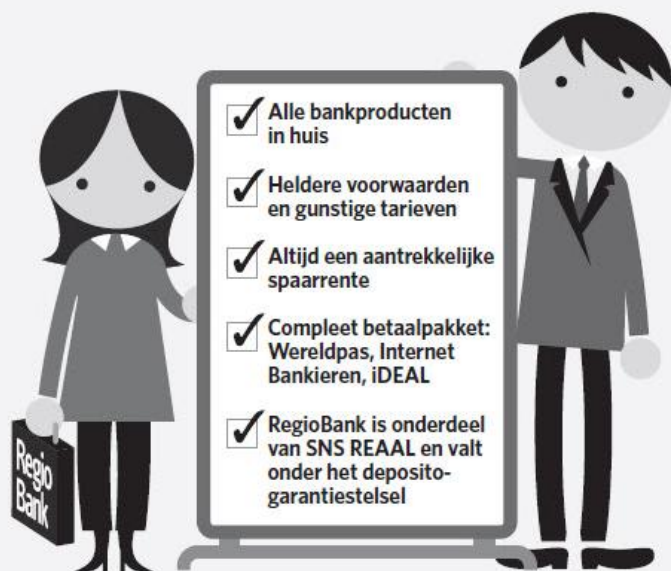 Alle bankproducten
in huis
Heldere voorwaarden
en gunstige tarieven
Altijd een aantrekkelijke
spaarrente
Compleet betaalpakket:
Wereldpas, Internet
Bankieren, iDEAL
RegioBank is onderdeel
van SNS REAAL en valt
onder het deposito-
garantiestelsel
Regio
Bank